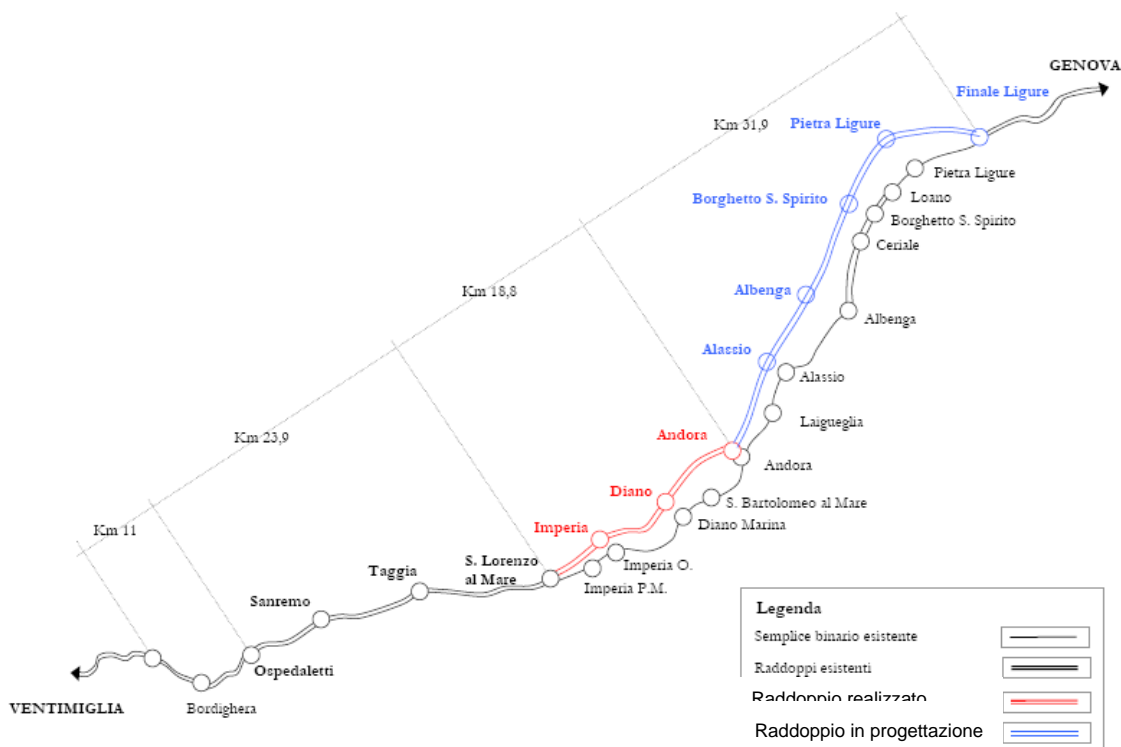 GENOVA
Finale Ligure
Km 31,9
Pietra Ligure
Pietra Ligure
Loano
Borghetto S. Spirito
Borghetto S. Spirito
Ceriale
Km 18,8
Albenga
Albenga
Alassio
Alassio
Laigueglia
Km 23,9
Andora
Andora
Diano
S. Bartolomeo al Mare
Diano Marina
Km 11
Imperia
S. Lorenzo
al Mare
Imperia O.
Imperia P.M.
Taggia
Sanremo
Ospedaletti
Bordighera
VENTIMIGLIA
Legenda
Semplice binario esistente
Raddoppi esistenti
Raddoppio realizzato
Raddoppio in progettazione